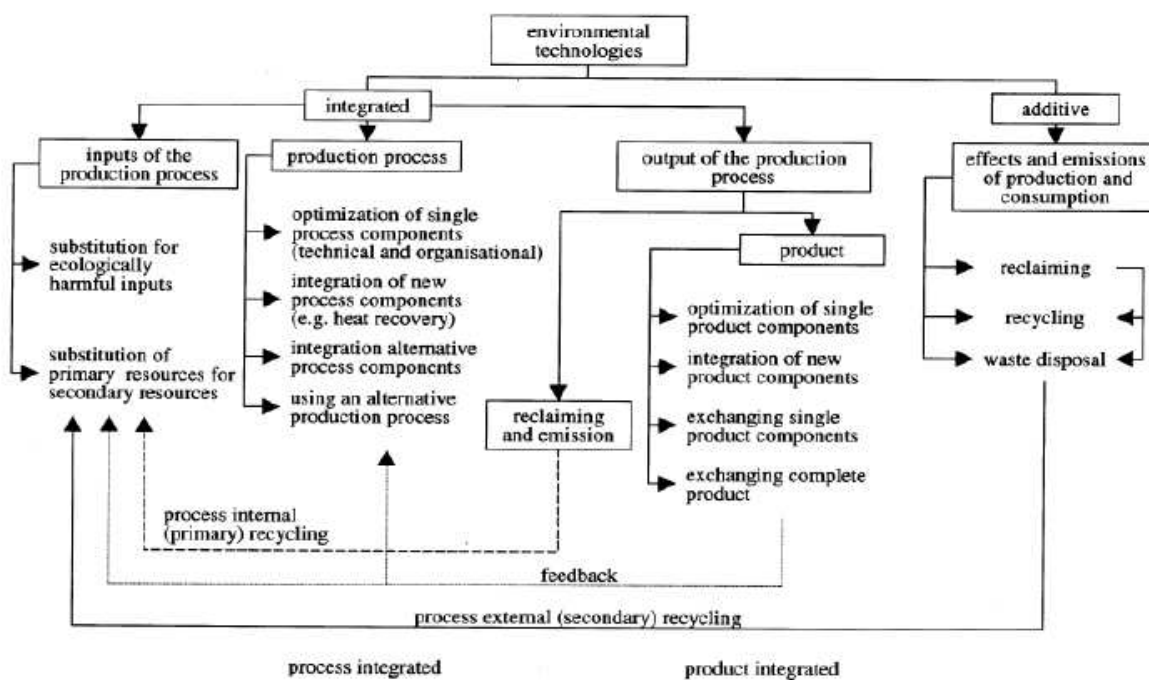 environmental
technologies
integrated
additive
inputs of the
production process
production process
output of the production
process
effects and emissions
of production and
consumption
substitution for
ecologically
harmful inputs
substitution of
primary resources for
secondary resources
optimization of single
process components
(technical and organisational)
integration of new
process components
(e.g. heat recovery)
integration alternative
process components
using an alternative
production process
reclaiming
and emission
product
optimization of single
product components
integration of new
product components
exchanging single
product components
exchanging complete
product
reclaiming
recycling
waste disposal
process internal
(primary) recycling
feedback
process external (secondary) recycling
process integrated
product integrated